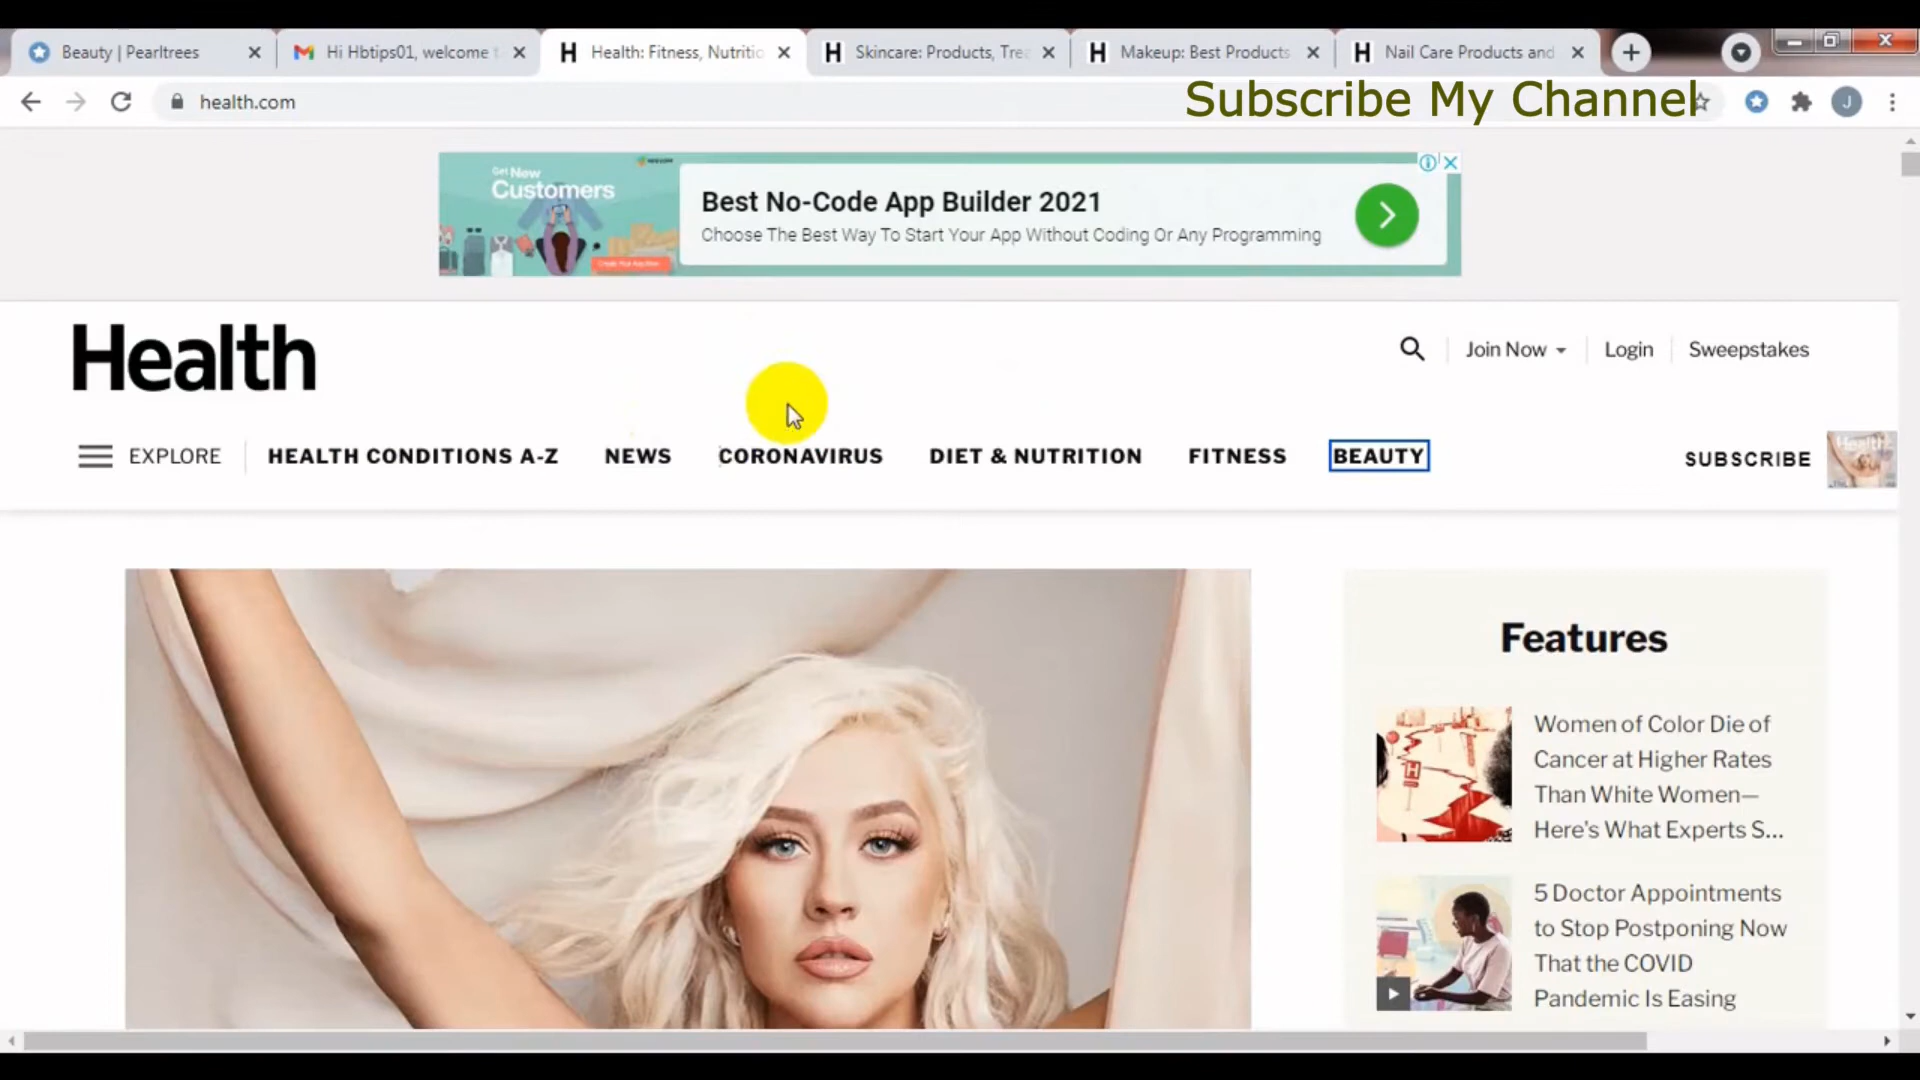 Beauty | Pearltrees
Hi Hbtips01, welcome t
Health: Fitness, Nutritio
Skincare: Products, Trea
Makeup: Best Products
Nail Care Products and
health.com
Subscribe My Channel
J
Get New
Customers
Best No-Code App Builder 2021
Choose The Best Way To Start Your App Without Coding Or Any Programming
Health
Join Now
Login
Sweepstakes
EXPLORE
HEALTH CONDITIONS A-Z
NEWS
CORONAVIRUS
DIET & NUTRITION
FITNESS
BEAUTY
SUBSCRIBE
Features
Women of Color Die of
Cancer at Higher Rates
Than White Women—
Here's What Experts S...
5 Doctor Appointments
to Stop Postponing Now
That the COVID
Pandemic Is Easing